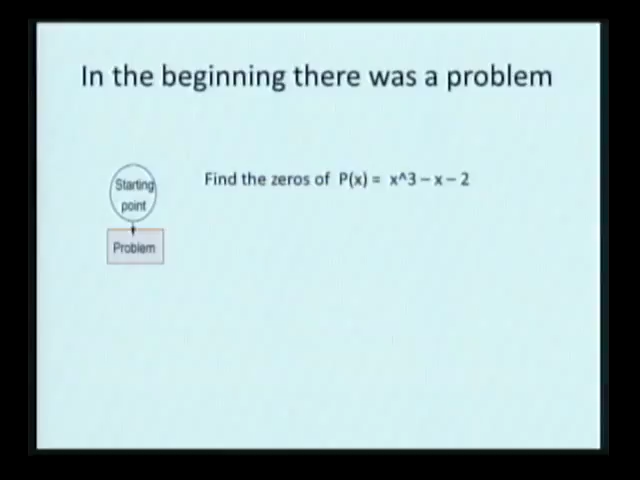 In the beginning there was a problem
Find the zeros of P(x) = x^3 – x – 2
Starting
point
Problem